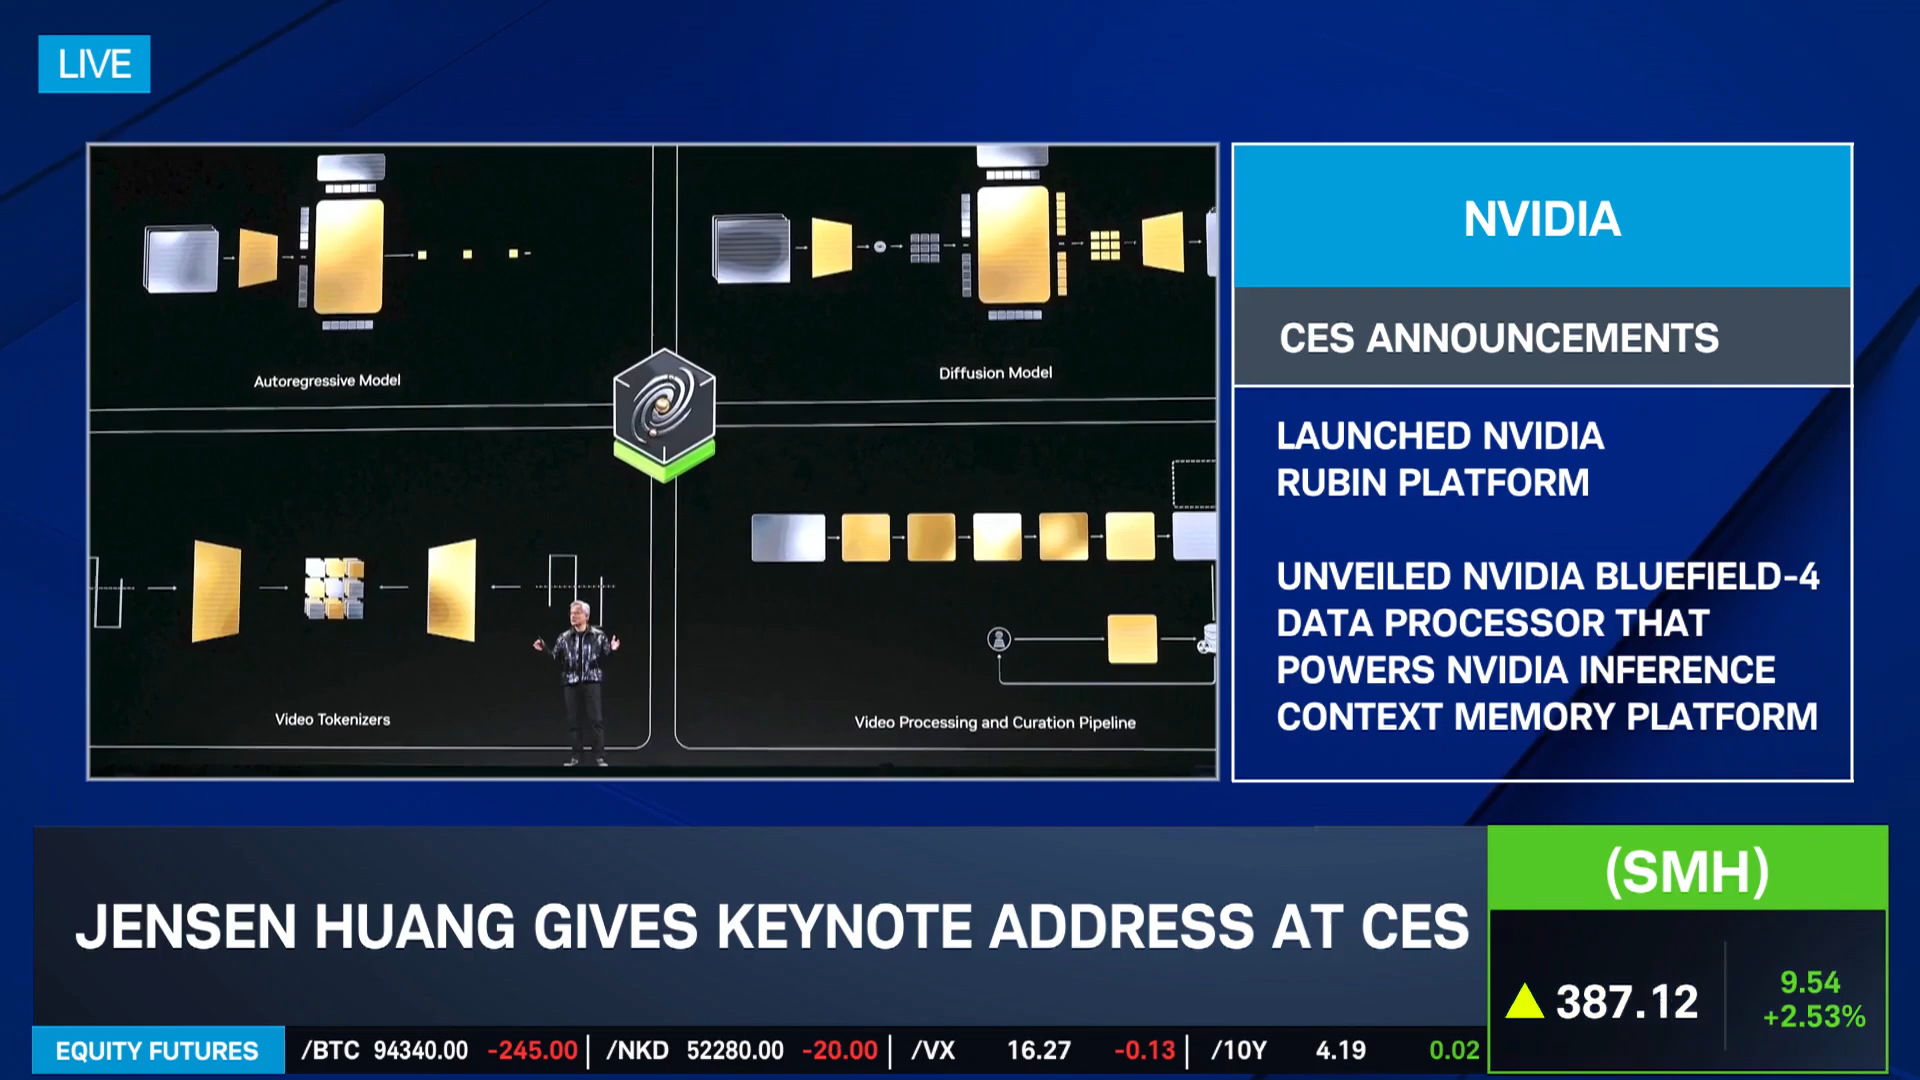 LIVE
Autoregressive Model
Diffusion Model
Video Tokenizers
Video Processing and Curation Pipeline
NVIDIA
CES ANNOUNCEMENTS
LAUNCHED NVIDIA
RUBIN PLATFORM
UNVEILED NVIDIA BLUEFIELD-4
DATA PROCESSOR THAT
POWERS NVIDIA INFERENCE
CONTEXT MEMORY PLATFORM
JENSEN HUANG GIVES KEYNOTE ADDRESS AT CES
(SMH)
387.12
9.54
+2.53%
EQUITY FUTURES /BTC 94340.00 -245.00 /NKD 52280.00 -20.00 /VX 16.27 -0.13 /10Y 4.19 0.02